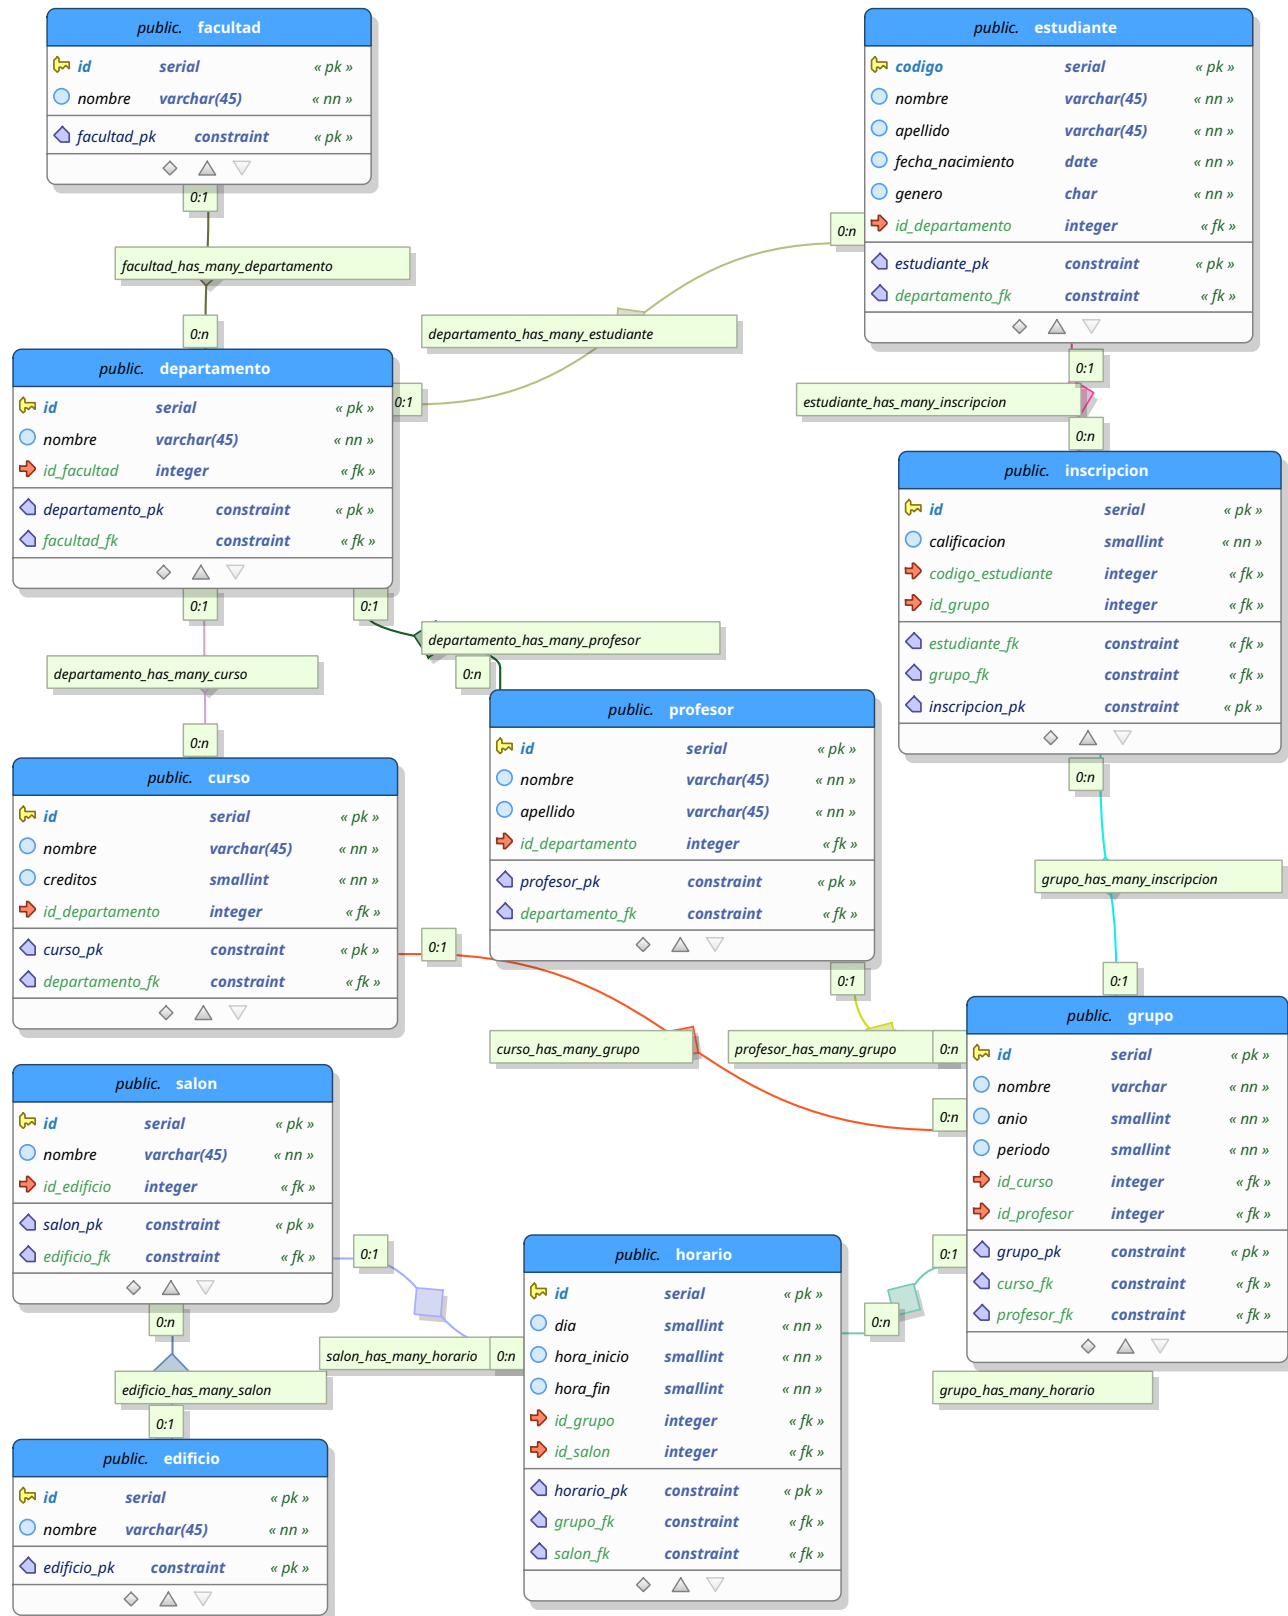 public. facultad
id serial « pk »
nombre varchar(45) « nn »
facultad_pk constraint « pk »
0:1
facultad_has_many_departamento
0:n
public. estudiante
codigo serial « pk »
nombre varchar(45) « nn »
apellido varchar(45) « nn »
fecha_nacimiento date « nn »
genero char « nn »
id_departamento integer « fk »
estudiante_pk constraint « pk »
departamento_fk constraint « fk »
0:n
departamento_has_many_estudiante
0:1
public. departamento
id serial « pk »
nombre varchar(45) « nn »
id_facultad integer « fk »
departamento_pk constraint « pk »
facultad_fk constraint « fk »
0:1
estudiante_has_many_inscripcion
0:n
public. inscripcion
id serial « pk »
calificacion smallint « nn »
codigo_estudiante integer « fk »
id_grupo integer « fk »
estudiante_fk constraint « fk »
grupo_fk constraint « fk »
inscripcion_pk constraint « pk »
0:1
departamento_has_many_curso
0:n
0:1
departamento_has_many_profesor
0:n
public. profesor
id serial « pk »
nombre varchar(45) « nn »
apellido varchar(45) « nn »
id_departamento integer « fk »
profesor_pk constraint « pk »
departamento_fk constraint « fk »
public. curso
id serial « pk »
nombre varchar(45) « nn »
creditos smallint « nn »
id_departamento integer « fk »
curso_pk constraint « pk »
departamento_fk constraint « fk »
0:n
grupo_has_many_inscripcion
0:1
0:1
curso_has_many_grupo
0:n
0:1
profesor_has_many_grupo
0:n
public. grupo
id serial « pk »
nombre varchar « nn »
anio smallint « nn »
periodo smallint « nn »
id_curso integer « fk »
id_profesor integer « fk »
grupo_pk constraint « pk »
curso_fk constraint « fk »
profesor_fk constraint « fk »
public. salon
id serial « pk »
nombre varchar(45) « nn »
id_edificio integer « fk »
salon_pk constraint « pk »
edificio_fk constraint « fk »
0:1
salon_has_many_horario
0:n
0:1
0:n
grupo_has_many_horario
public. horario
id serial « pk »
dia smallint « nn »
hora_inicio smallint « nn »
hora_fin smallint « nn »
id_grupo integer « fk »
id_salon integer « fk »
horario_pk constraint « pk »
grupo_fk constraint « fk »
salon_fk constraint « fk »
0:n
edificio_has_many_salon
0:1
public. edificio
id serial « pk »
nombre varchar(45) « nn »
edificio_pk constraint « pk »